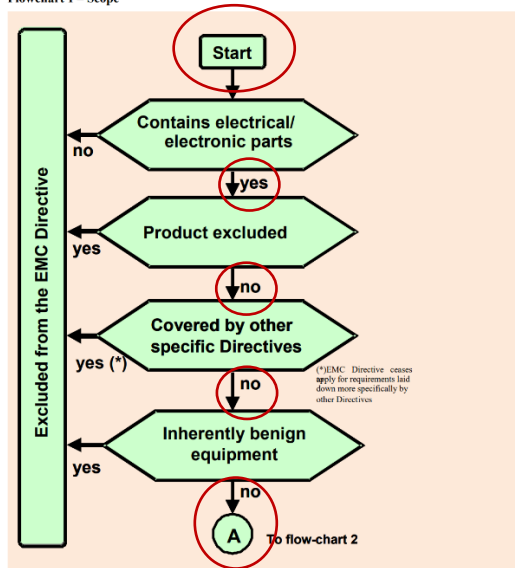 Flowchart 1 – Scope
Start
Contains electrical/
electronic parts
no
yes
Product excluded
yes
no
Covered by other
specific Directives
yes (*)
(*)EMC Directive ceases
apply for requirements laid
down more specifically by
other Directives
no
Inherently benign
equipment
yes
no
A
To flow-chart 2
Excluded from the EMC Directive